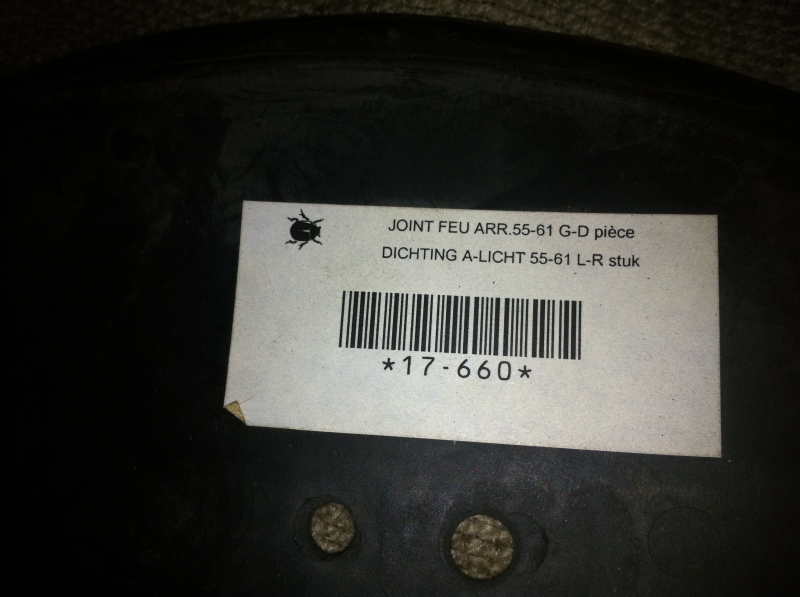 JOINT FEU ARR.55-61 G-D pièce
DICHTING A-LICHT 55-61 L-R stuk
*17-660*